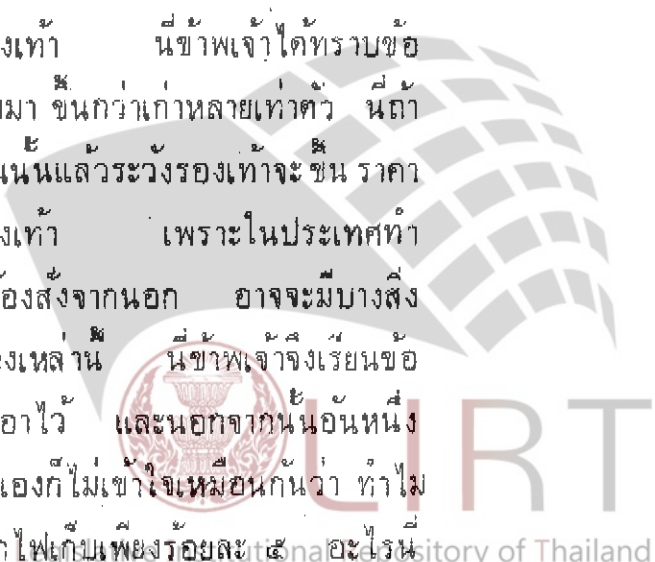 งเท้า นี่ข้าพเจ้าได้ทราบข้อ
มา ขึ้นกว่าเก่าหลายเท่าตัว นี่ถ้า
นนั้นแล้วระวังรองเท้าจะขึ้น ราคา
งเท้า เพราะในประเทศทำ
องสั่งจากนอก อาจจะมีบางสิ่ง
งเหล่านี้ นี่ข้าพเจ้าจึงเรียนข้อ
อาไว้ และนอกจากนั้นอันหนึ่ง
เองก็ไม่เข้าใจเหมือนกันว่า ทำไม
ไฟเก็บเพียงร้อยละ ๕ อะไรนี่
LIRT
Repository of Thailand